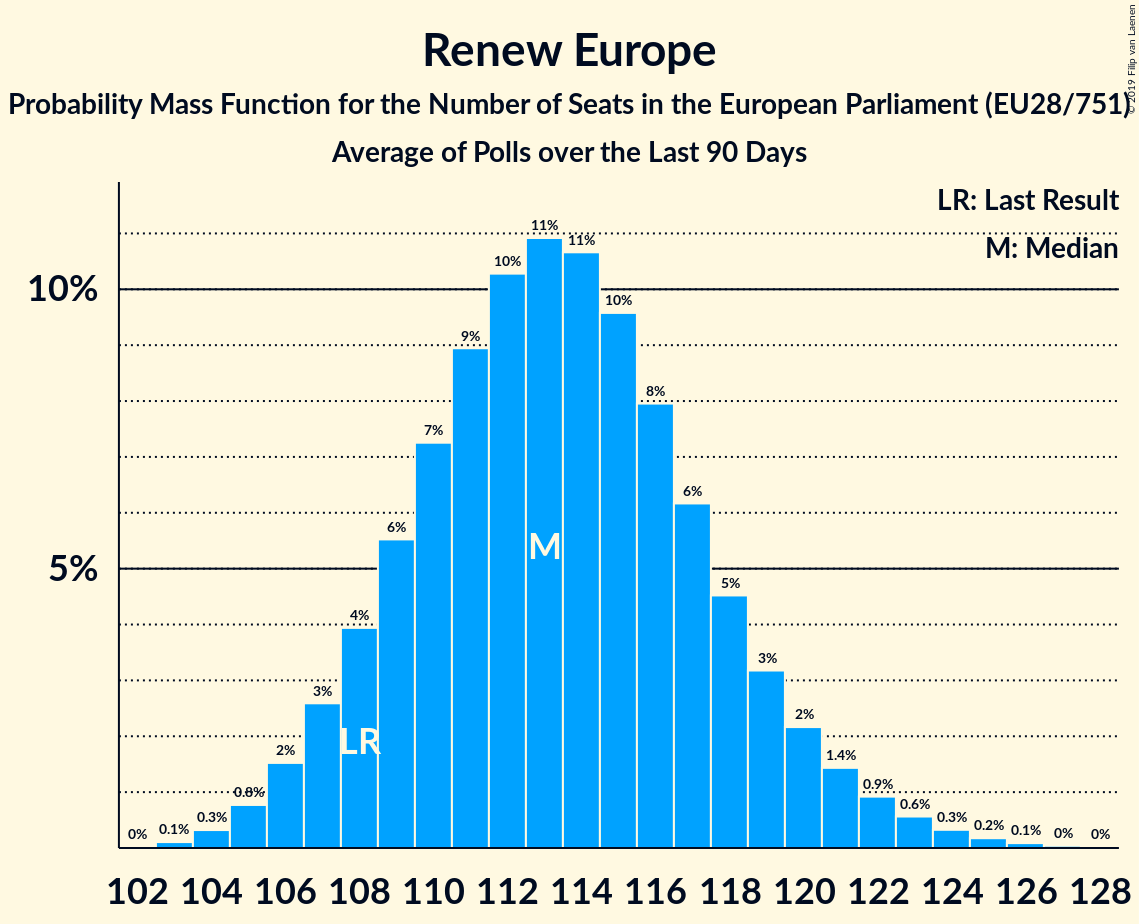 Renew Europe
Probability Mass Function for the Number of Seats in the European Parliament (EU28/751)
Average of Polls over the Last 90 Days
© 2019 Filip van Laenen
LR: Last Result
M: Median
10%
5%
0% 0.1% 0.3% 0.8% 2% 3% 4% 6% 7% 9% 10% 11% 11% 10% 8% 6% 5% 3% 2% 1.4% 0.9% 0.6% 0.3% 0.2% 0.1% 0% 0%
M
LR
102 104 106 108 110 112 114 116 118 120 122 124 126 128